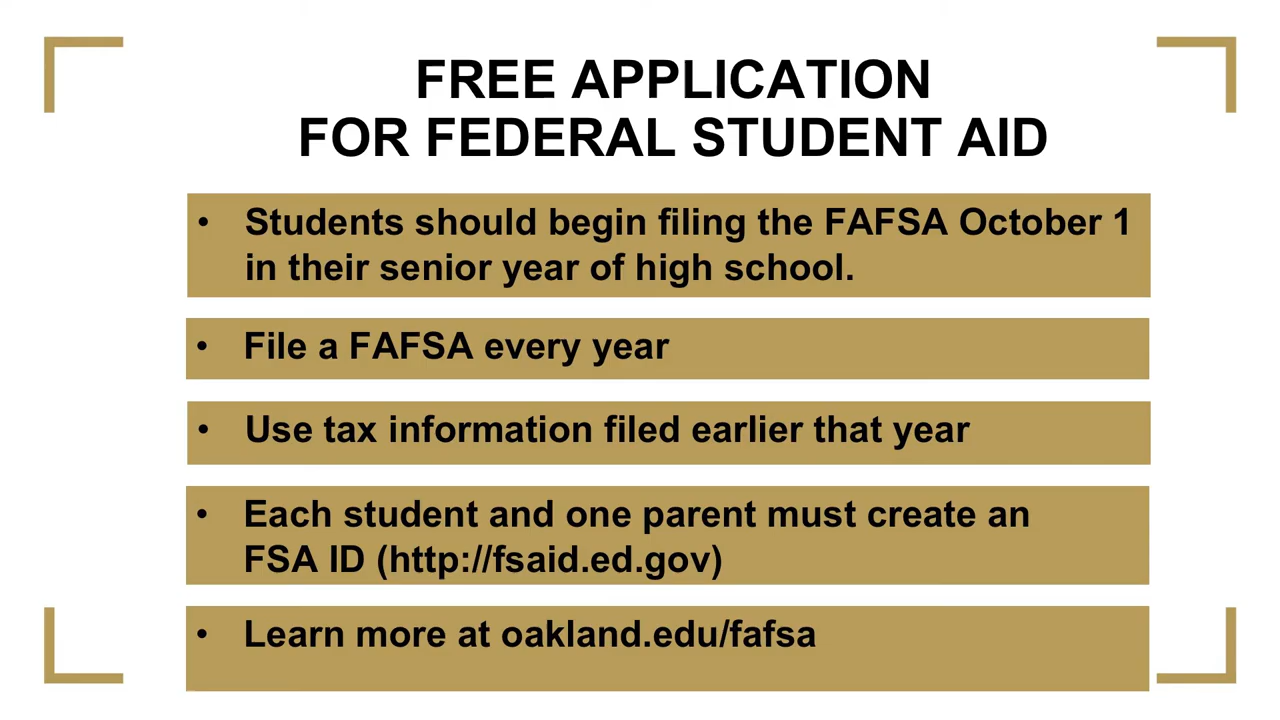 FREE APPLICATION
FOR FEDERAL STUDENT AID
• Students should begin filing the FAFSA October 1
in their senior year of high school.
• File a FAFSA every year
• Use tax information filed earlier that year
• Each student and one parent must create an
FSA ID (http://fsaid.ed.gov)
• Learn more at oakland.edu/fafsa